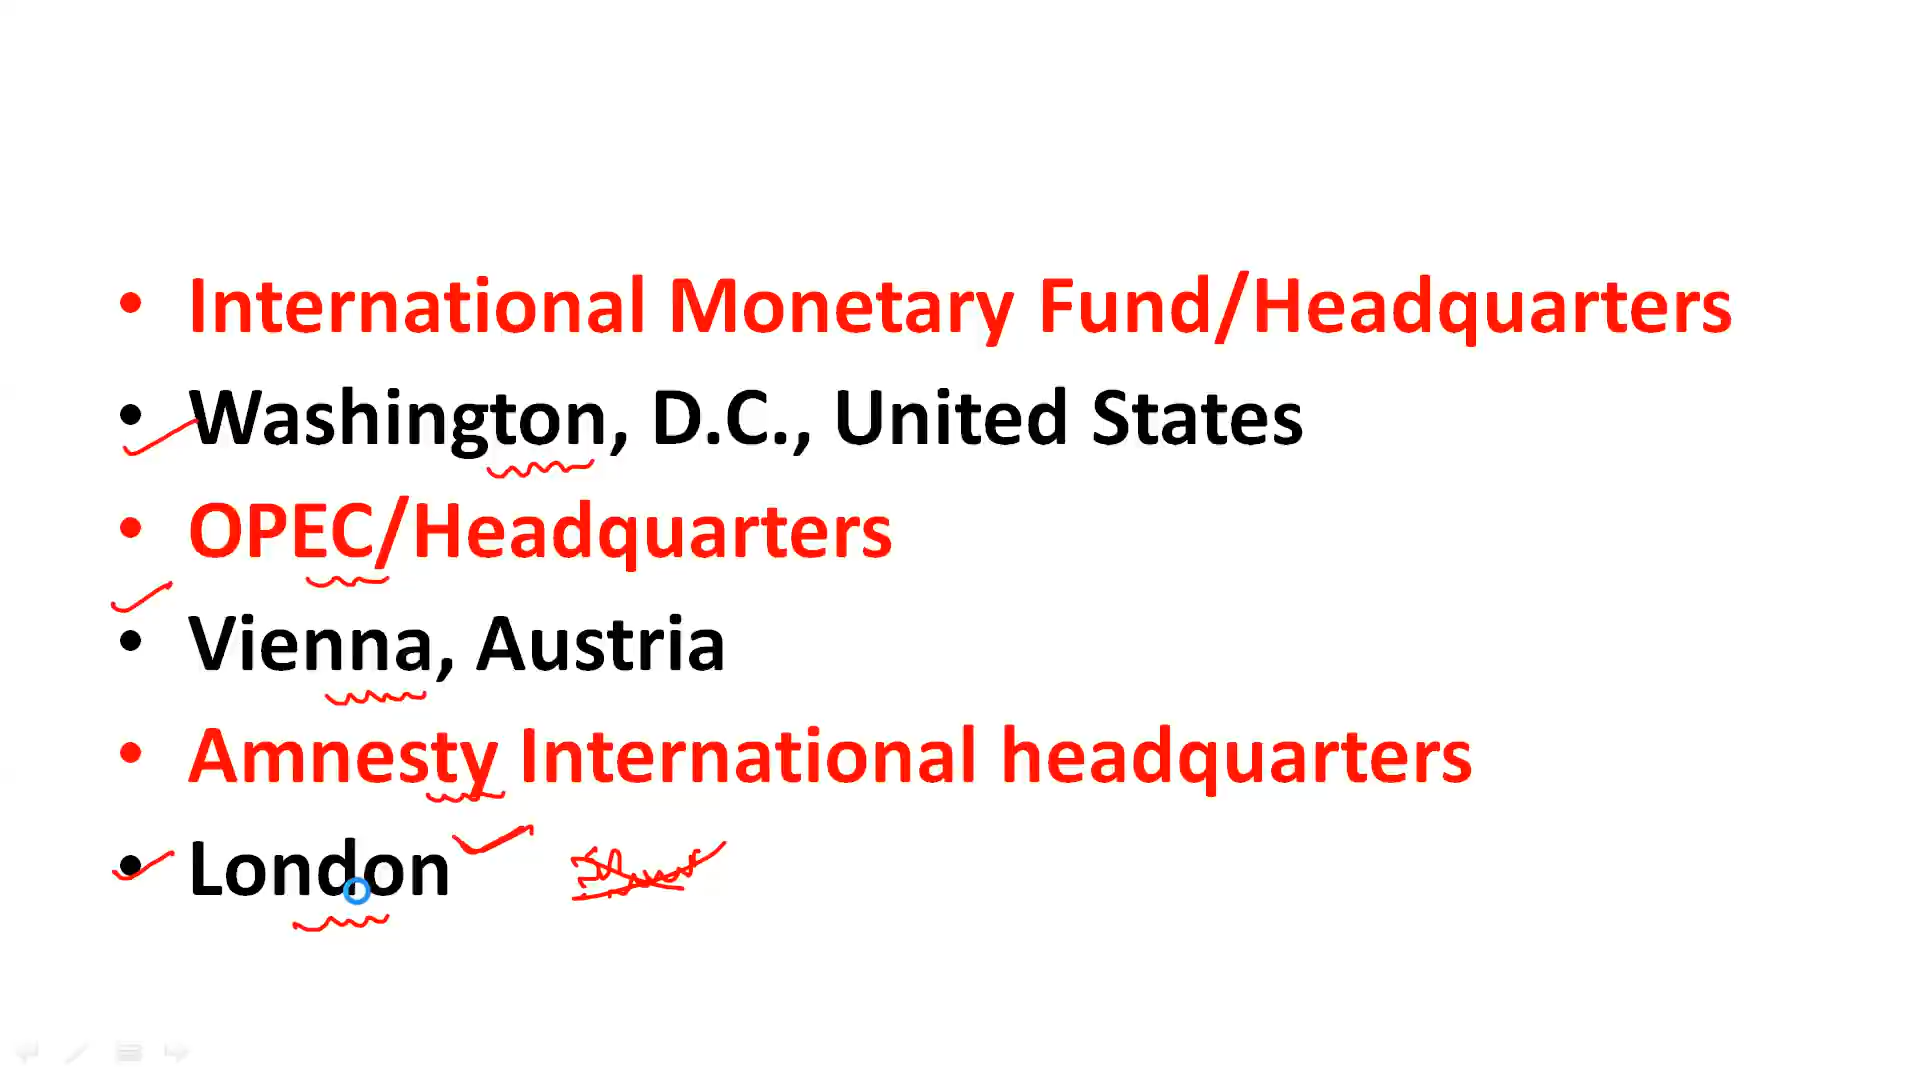 • International Monetary Fund/Headquarters
• Washington, D.C., United States
• OPEC/Headquarters
• Vienna, Austria
• Amnesty International headquarters
• London